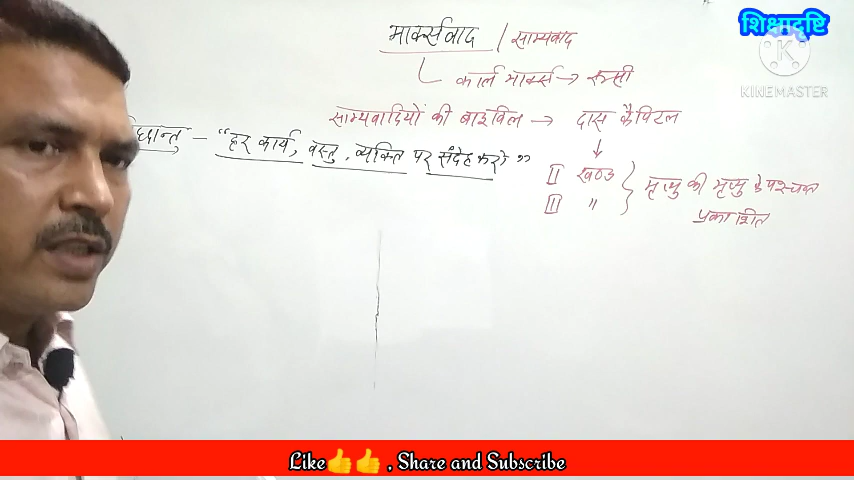 शिक्षादृष्टि
KINEMASTER
मार्क्सवाद / साम्यवाद
कार्ल मार्क्स → रूसी
साम्यवादियों की बाइबिल → दास कैपिटल
द्धान्त – "हर कार्य, वस्तु, व्यक्ति पर संदेह करो"
II खण्ड
III "
मृत्यु की मृत्यु के पश्चात
प्रकाशित
Like👍👍 , Share and Subscribe